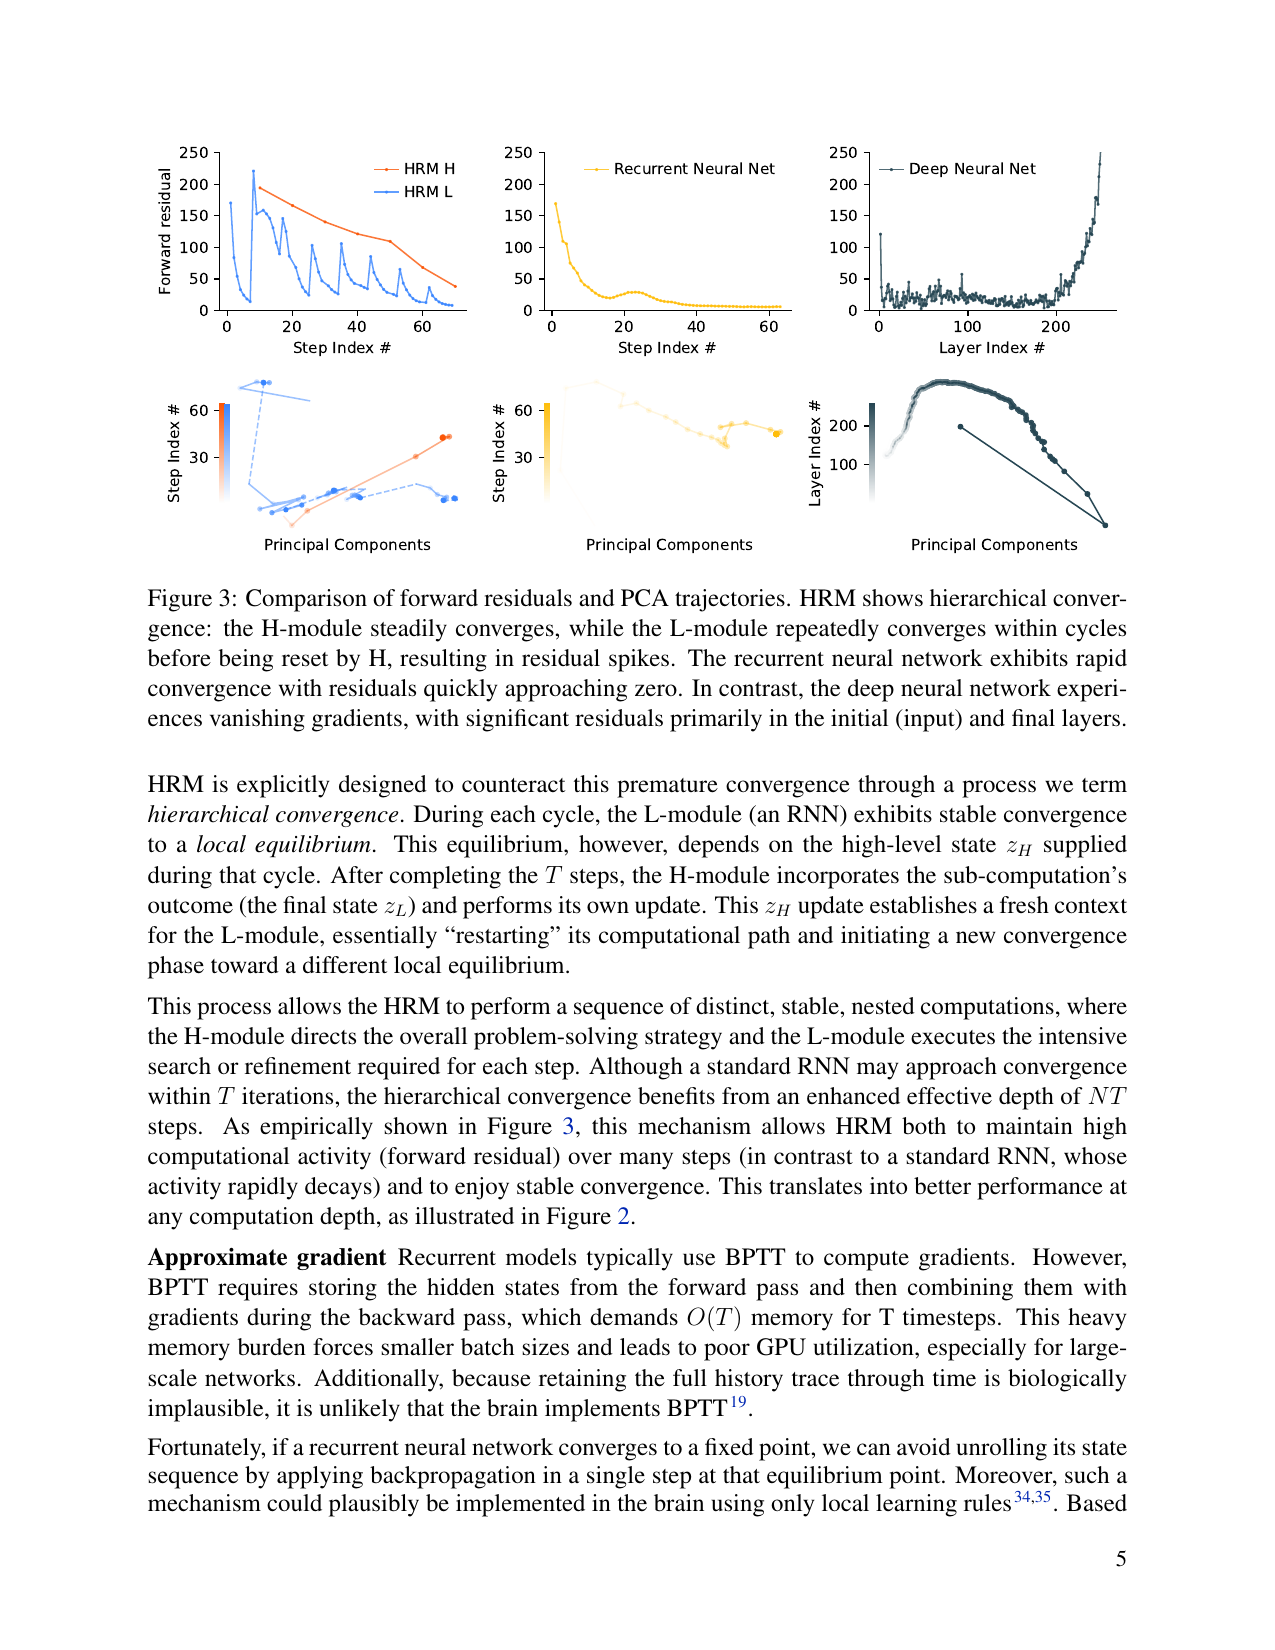 250
200
150
100
50
0
Forward residual
HRM H
HRM L
0 20 40 60
Step Index #
250
200
150
100
50
0
Recurrent Neural Net
0 20 40 60
Step Index #
250
200
150
100
50
0
Deep Neural Net
0 100 200
Layer Index #
Step Index #
60
30
Principal Components
Step Index #
60
30
Principal Components
Layer Index #
200
100
Principal Components
Figure 3: Comparison of forward residuals and PCA trajectories. HRM shows hierarchical conver-
gence: the H-module steadily converges, while the L-module repeatedly converges within cycles
before being reset by H, resulting in residual spikes. The recurrent neural network exhibits rapid
convergence with residuals quickly approaching zero. In contrast, the deep neural network experi-
ences vanishing gradients, with significant residuals primarily in the initial (input) and final layers.
HRM is explicitly designed to counteract this premature convergence through a process we term
hierarchical convergence. During each cycle, the L-module (an RNN) exhibits stable convergence
to a local equilibrium. This equilibrium, however, depends on the high-level state z_H supplied
during that cycle. After completing the T steps, the H-module incorporates the sub-computation's
outcome (the final state z_L) and performs its own update. This z_H update establishes a fresh context
for the L-module, essentially “restarting” its computational path and initiating a new convergence
phase toward a different local equilibrium.
This process allows the HRM to perform a sequence of distinct, stable, nested computations, where
the H-module directs the overall problem-solving strategy and the L-module executes the intensive
search or refinement required for each step. Although a standard RNN may approach convergence
within T iterations, the hierarchical convergence benefits from an enhanced effective depth of NT
steps. As empirically shown in Figure 3, this mechanism allows HRM both to maintain high
computational activity (forward residual) over many steps (in contrast to a standard RNN, whose
activity rapidly decays) and to enjoy stable convergence. This translates into better performance at
any computation depth, as illustrated in Figure 2.
Approximate gradient Recurrent models typically use BPTT to compute gradients. However,
BPTT requires storing the hidden states from the forward pass and then combining them with
gradients during the backward pass, which demands O(T) memory for T timesteps. This heavy
memory burden forces smaller batch sizes and leads to poor GPU utilization, especially for large-
scale networks. Additionally, because retaining the full history trace through time is biologically
implausible, it is unlikely that the brain implements BPTT19.
Fortunately, if a recurrent neural network converges to a fixed point, we can avoid unrolling its state
sequence by applying backpropagation in a single step at that equilibrium point. Moreover, such a
mechanism could plausibly be implemented in the brain using only local learning rules34,35. Based
5